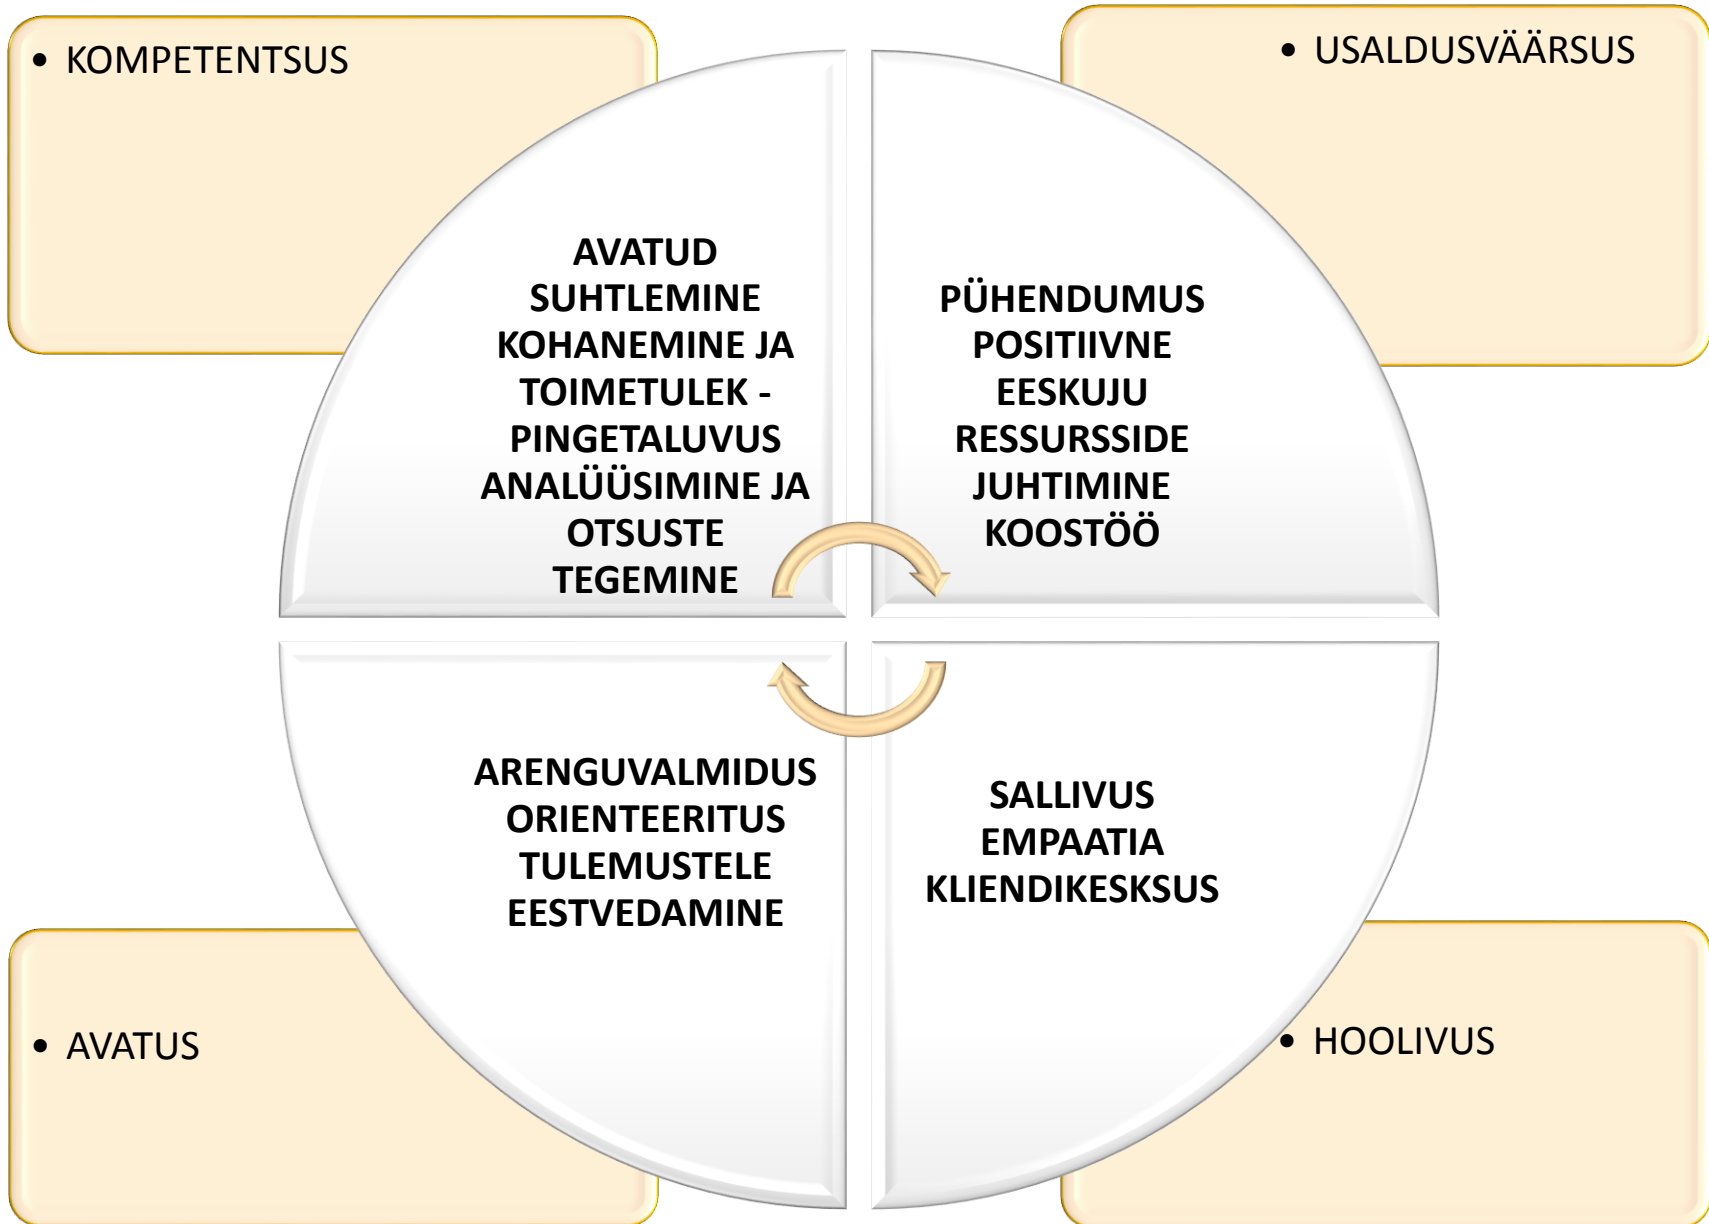 • KOMPETENTSUS
• USALDUSVÄÄRSUS
AVATUD
SUHTLEMINE
KOHANEMINE JA
TOIMETULEK -
PINGETALUVUS
ANALÜÜSIMINE JA
OTSUSTE
TEGEMINE
PÜHENDUMUS
POSITIIVNE
EESKUJU
RESSURSSIDE
JUHTIMINE
KOOSTÖÖ
ARENGUVALMIDUS
ORIENTEERITUS
TULEMUSTELE
EESTVEDAMINE
SALLIVUS
EMPAATIA
KLIENDIKESKSUS
• AVATUS
• HOOLIVUS